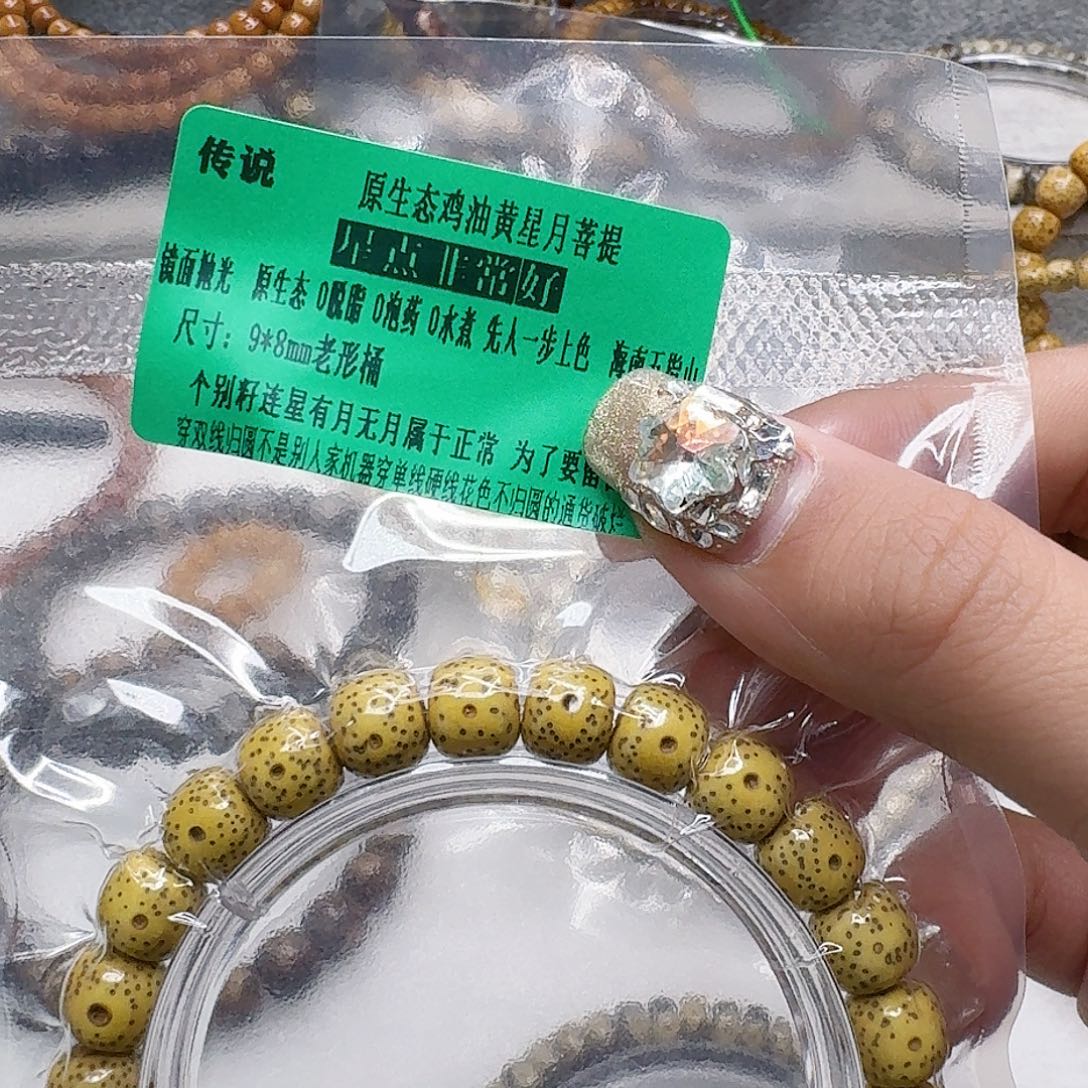 传说
原生态鸡油黄星月菩提
星点非常好
镜面抛光 原生态 0脱脂 0泡药 0水煮 先人一步上色 海南五指山
尺寸：9*8mm老形桶
个别籽连星有月无月属于正常 为了要留
穿双线归圆不是别人家机器穿单线硬线花色不归圆的通货破烂